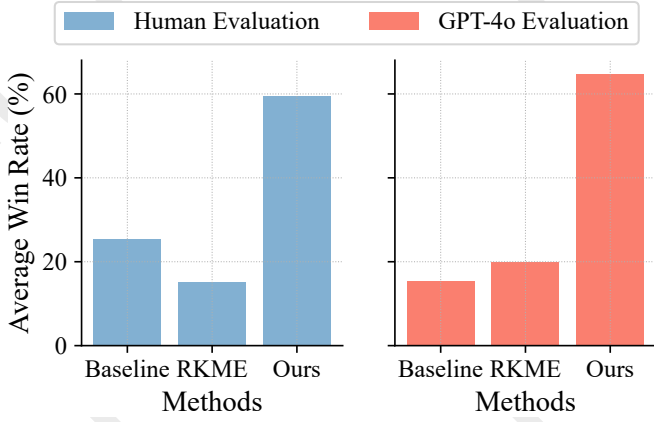 Human Evaluation GPT-4o Evaluation
Average Win Rate (%)
60
40
20
0
Baseline RKME Ours
Methods
Baseline RKME Ours
Methods